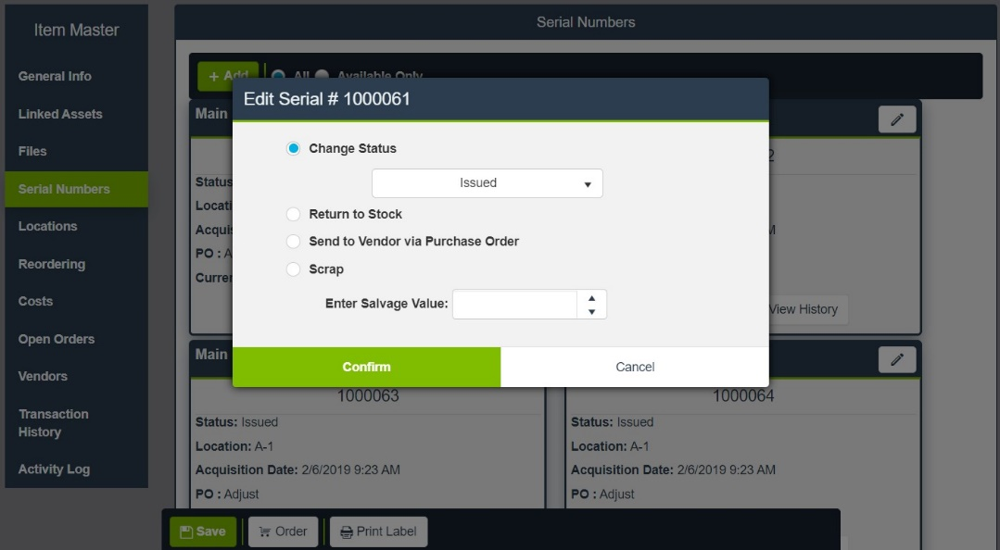 Item Master
General Info
Linked Assets
Files
Serial Numbers
Locations
Reordering
Costs
Open Orders
Vendors
Transaction
History
Activity Log
Serial Numbers
+ Add All Available Only
Edit Serial # 1000061
Change Status
Issued
Return to Stock
Send to Vendor via Purchase Order
Scrap
Enter Salvage Value:
Confirm Cancel
Main
Status
Locati
Acquis
PO : A
Currer
2
View History
Main
1000063
Status: Issued
Location: A-1
Acquisition Date: 2/6/2019 9:23 AM
PO : Adjust
1000064
Status: Issued
Location: A-1
Acquisition Date: 2/6/2019 9:23 AM
PO : Adjust
Save Order Print Label